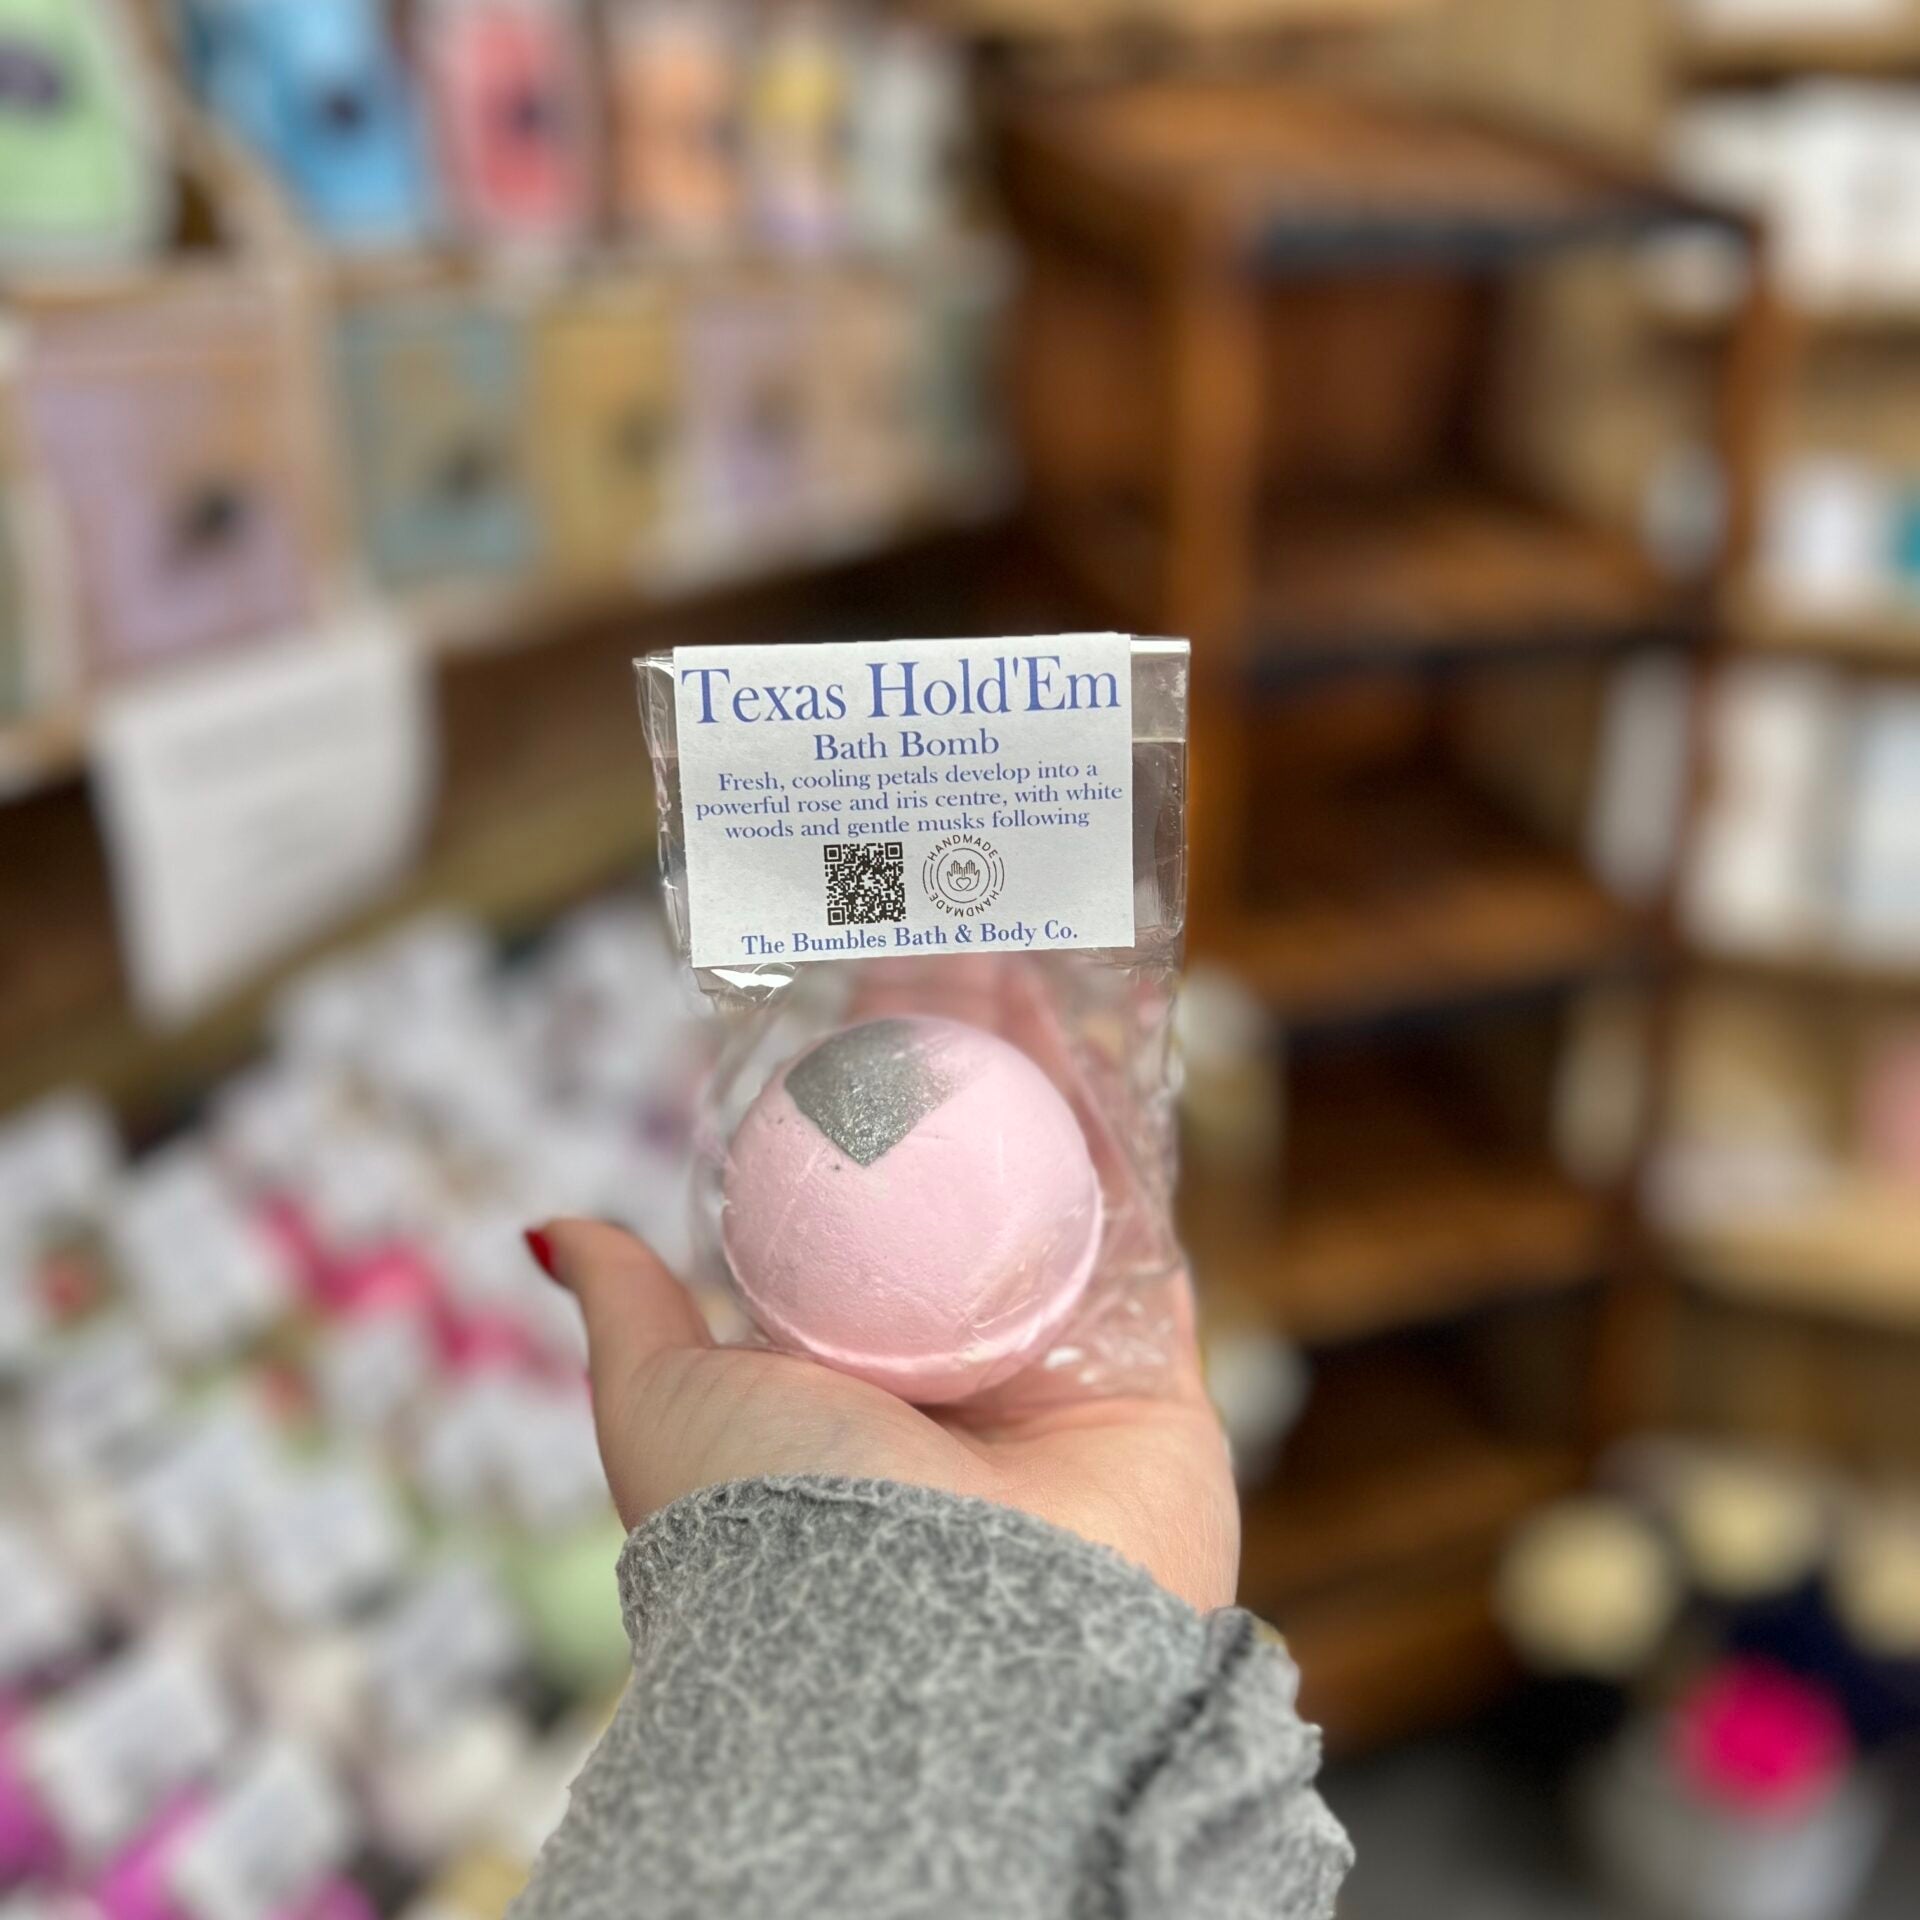 Texas Hold'Em
Bath Bomb
Fresh, cooling petals develop into a
powerful rose and iris centre, with white
woods and gentle musks following
HANDMADE
HANDMADE
The Bumbles Bath & Body Co.